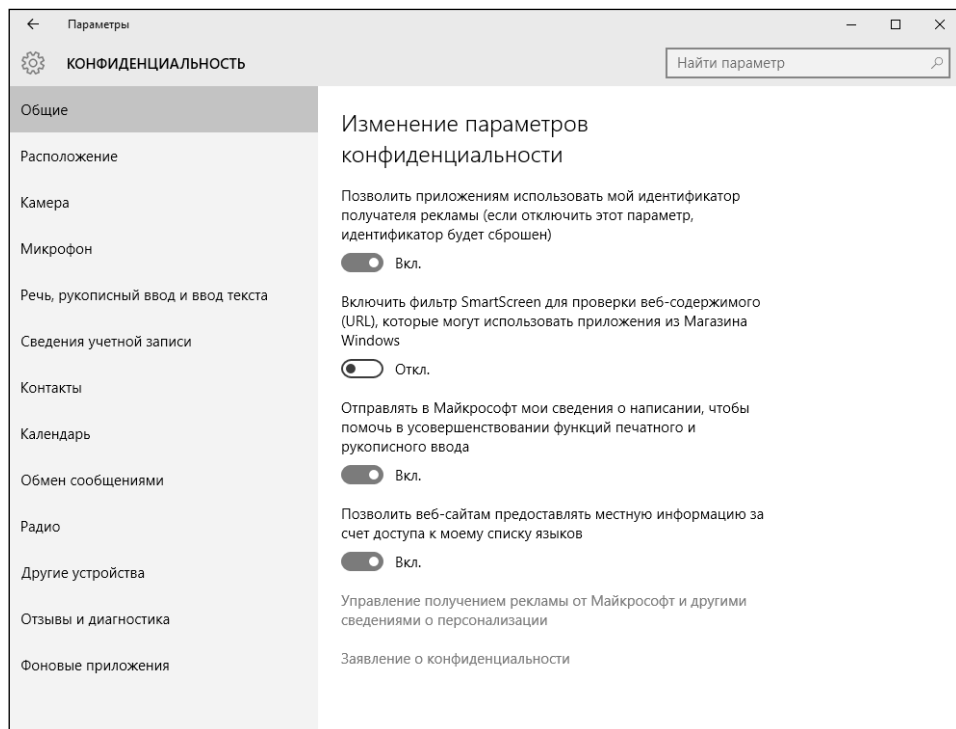 Параметры
КОНФИДЕНЦИАЛЬНОСТЬ
Найти параметр
Общие
Расположение
Камера
Микрофон
Речь, рукописный ввод и ввод текста
Сведения учетной записи
Контакты
Календарь
Обмен сообщениями
Радио
Другие устройства
Отзывы и диагностика
Фоновые приложения
Изменение параметров
конфиденциальности
Позволить приложениям использовать мой идентификатор
получателя рекламы (если отключить этот параметр,
идентификатор будет сброшен)
Вкл.
Включить фильтр SmartScreen для проверки веб-содержимого
(URL), которые могут использовать приложения из Магазина
Windows
Откл.
Отправлять в Майкрософт мои сведения о написании, чтобы
помочь в усовершенствовании функций печатного и
рукописного ввода
Вкл.
Позволить веб-сайтам предоставлять местную информацию за
счет доступа к моему списку языков
Вкл.
Управление получением рекламы от Майкрософт и другими
сведениями о персонализации
Заявление о конфиденциальности